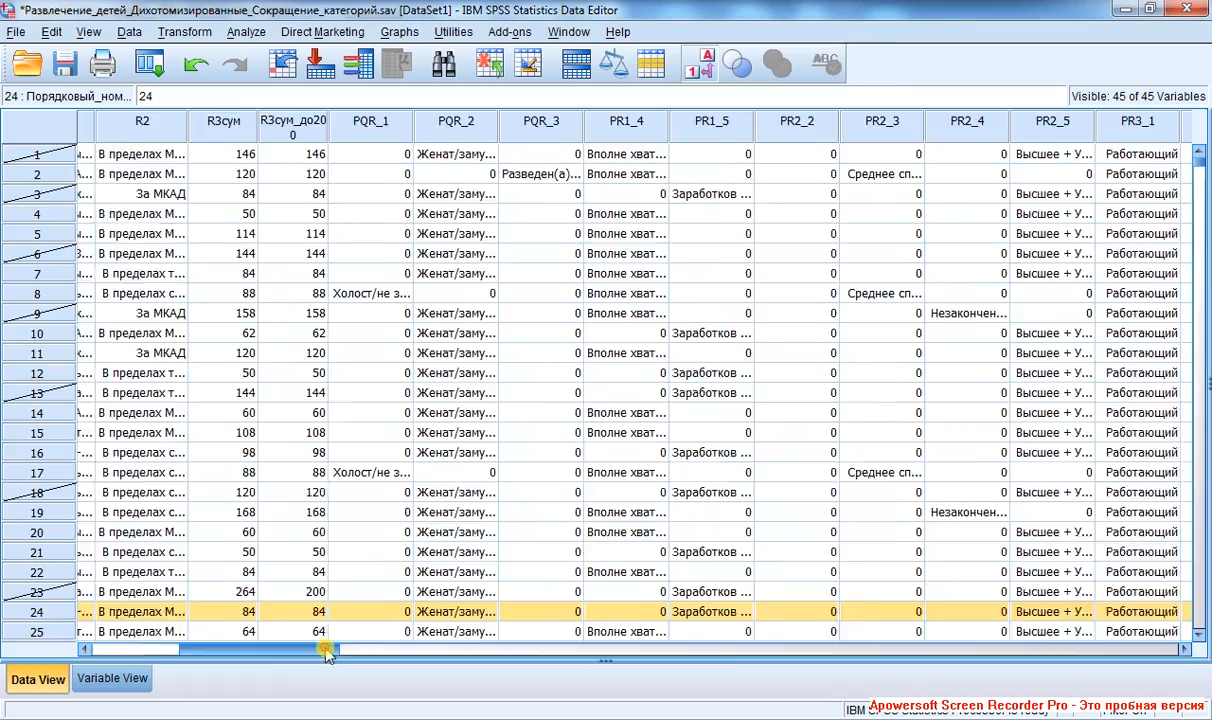 *Развлечение_детей_Дихотомизированные_Сокращение_категорий.sav [DataSet1] - IBM SPSS Statistics Data Editor
File Edit View Data Transform Analyze Direct Marketing Graphs Utilities Add-ons Window Help
24 : Порядковый_ном... 24 Visible: 45 of 45 Variables
R2 R3сум R3сум_до200 PQR_1 PQR_2 PQR_3 PR1_4 PR1_5 PR2_2 PR2_3 PR2_4 PR2_5 PR3_1
1 В пределах М... 146 146 0 Женат/заму... 0 Вполне хват... 0 0 0 0 Высшее + У... Работающий
2 В пределах М... 120 120 0 0 Разведен(а)... Вполне хват... 0 0 Среднее сп... 0 0 Работающий
3 За МКАД 84 84 0 Женат/заму... 0 0 Заработков ... 0 0 0 Высшее + У... Работающий
4 В пределах М... 50 50 0 Женат/заму... 0 Вполне хват... 0 0 0 0 Высшее + У... Работающий
5 В пределах М... 114 114 0 Женат/заму... 0 Вполне хват... 0 0 0 0 Высшее + У... Работающий
6 В пределах М... 144 144 0 Женат/заму... 0 Вполне хват... 0 0 0 0 Высшее + У... Работающий
7 В пределах т... 84 84 0 Женат/заму... 0 Вполне хват... 0 0 0 0 Высшее + У... Работающий
8 В пределах с... 88 88 Холост/не з... 0 0 Вполне хват... 0 0 Среднее сп... 0 0 Работающий
9 За МКАД 158 158 0 Женат/заму... 0 Вполне хват... 0 0 0 Незакончен... 0 Работающий
10 В пределах М... 62 62 0 Женат/заму... 0 0 Заработков ... 0 0 0 Высшее + У... Работающий
11 За МКАД 120 120 0 Женат/заму... 0 Вполне хват... 0 0 0 0 Высшее + У... Работающий
12 В пределах т... 50 50 0 Женат/заму... 0 0 Заработков ... 0 0 0 Высшее + У... Работающий
13 В пределах т... 144 144 0 Женат/заму... 0 0 Заработков ... 0 0 0 Высшее + У... Работающий
14 В пределах М... 60 60 0 Женат/заму... 0 Вполне хват... 0 0 0 0 Высшее + У... Работающий
15 В пределах М... 108 108 0 Женат/заму... 0 Вполне хват... 0 0 0 0 Высшее + У... Работающий
16 В пределах с... 98 98 0 Женат/заму... 0 0 Заработков ... 0 0 0 Высшее + У... Работающий
17 В пределах с... 88 88 Холост/не з... 0 0 Вполне хват... 0 0 Среднее сп... 0 0 Работающий
18 В пределах с... 120 120 0 Женат/заму... 0 0 Заработков ... 0 0 0 Высшее + У... Работающий
19 В пределах с... 168 168 0 Женат/заму... 0 Вполне хват... 0 0 0 Незакончен... 0 Работающий
20 В пределах М... 60 60 0 Женат/заму... 0 Вполне хват... 0 0 0 0 Высшее + У... Работающий
21 В пределах с... 50 50 0 Женат/заму... 0 0 Заработков ... 0 0 0 Высшее + У... Работающий
22 В пределах т... 84 84 0 Женат/заму... 0 Вполне хват... 0 0 0 0 Высшее + У... Работающий
23 В пределах М... 264 200 0 Женат/заму... 0 0 Заработков ... 0 0 0 Высшее + У... Работающий
24 В пределах М... 84 84 0 Женат/заму... 0 0 Заработков ... 0 0 0 Высшее + У... Работающий
25 В пределах М... 64 64 0 Женат/заму... 0 Вполне хват... 0 0 0 0 Высшее + У... Работающий
Data View Variable View
Apowersoft Screen Recorder Pro - Это пробная версия